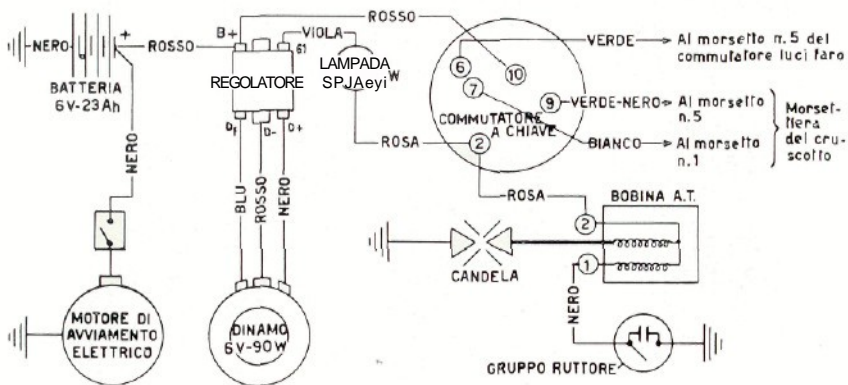 NERO
+
ROSSO
BATTERIA
6V-23Ah
NERO
MOTORE DI
AVVIAMENTO
ELETTRICO
B+
61
REGOLATORE
DF
D-
D+
BLU
ROSSO
NERO
DINAMO
6V-90W
ROSSO
VIOLA
LAMPADA
SPJAeyi W
ROSA
6
10
7
9
COMMUTATORE
A CHIAVE
2
VERDE
Al morsetto n.5 del
commutatore luci faro
VERDE-NERO
Al morsetto
n.5
BIANCO
Al morsetto
n.1
Morset-
tiera
del cru-
scotto
ROSA
BOBINA A.T.
2
1
CANDELA
NERO
GRUPPO RUTTORE